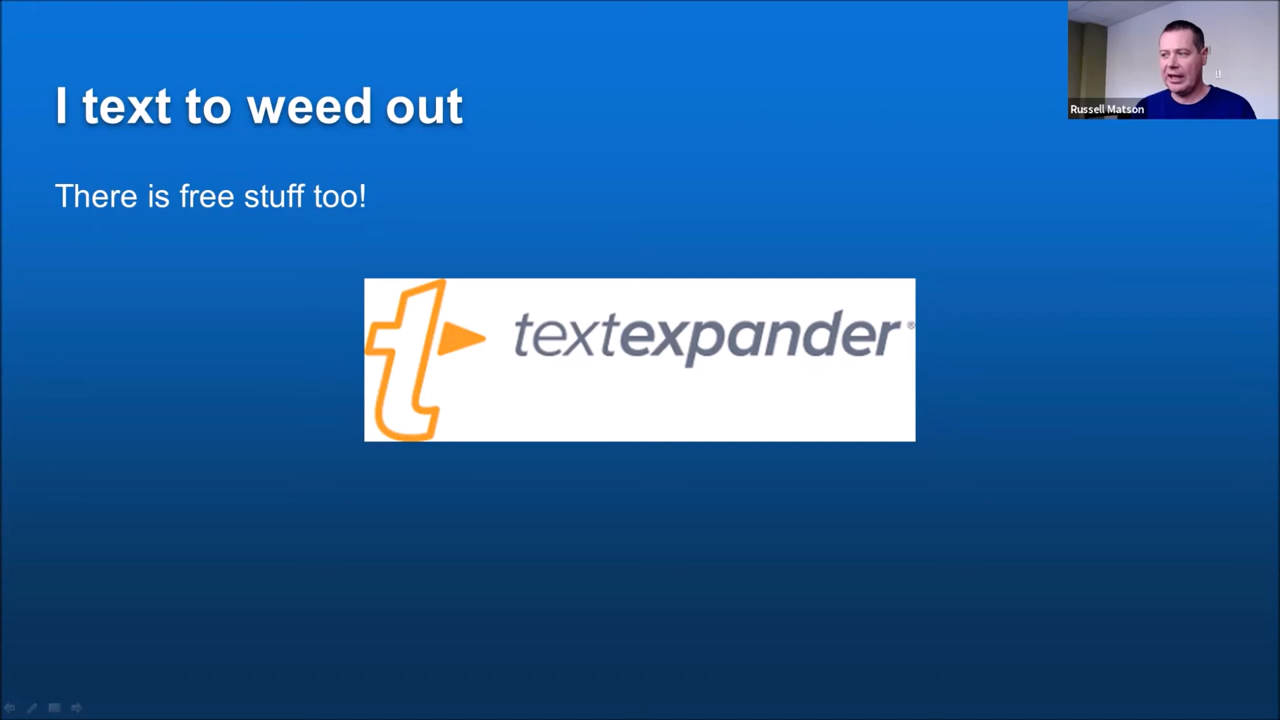 I text to weed out
Russell Matson
There is free stuff too!
textexpander®